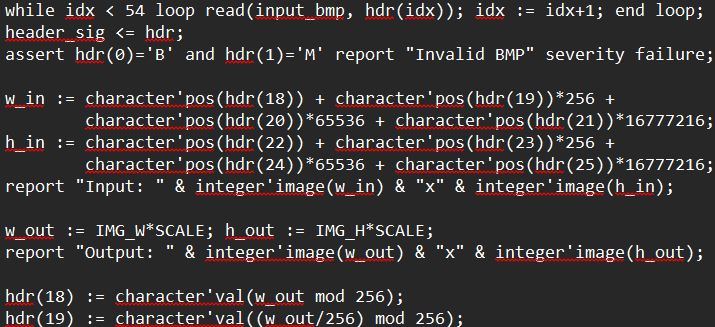 while idx < 54 loop read(input_bmp, hdr(idx)); idx := idx+1; end loop;
header_sig <= hdr;
assert hdr(0)='B' and hdr(1)='M' report "Invalid BMP" severity failure;
w_in := character'pos(hdr(18)) + character'pos(hdr(19))*256 +
character'pos(hdr(20))*65536 + character'pos(hdr(21))*16777216;
h_in := character'pos(hdr(22)) + character'pos(hdr(23))*256 +
character'pos(hdr(24))*65536 + character'pos(hdr(25))*16777216;
report "Input: " & integer'image(w_in) & "x" & integer'image(h_in);
w_out := IMG_W*SCALE; h_out := IMG_H*SCALE;
report "Output: " & integer'image(w_out) & "x" & integer'image(h_out);
hdr(18) := character'val(w_out mod 256);
hdr(19) := character'val((w_out/256) mod 256);